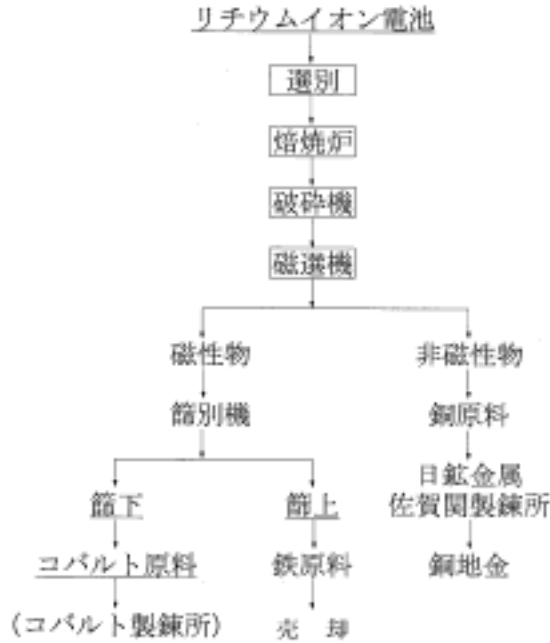 リチウムイオン電池
選別
焙焼炉
破砕機
磁選機
磁性物
非磁性物
篩別機
銅原料
日鉱金属
佐賀関製錬所
篩下
篩上
コバルト原料
鉄原料
銅地金
(コバルト製錬所)
売 却